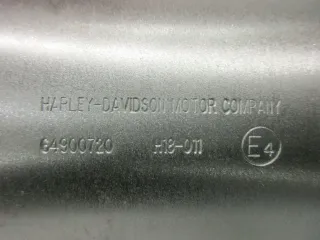 HARLEY-DAVIDSON MOTOR COMPANY
64900720 H18-011 E4